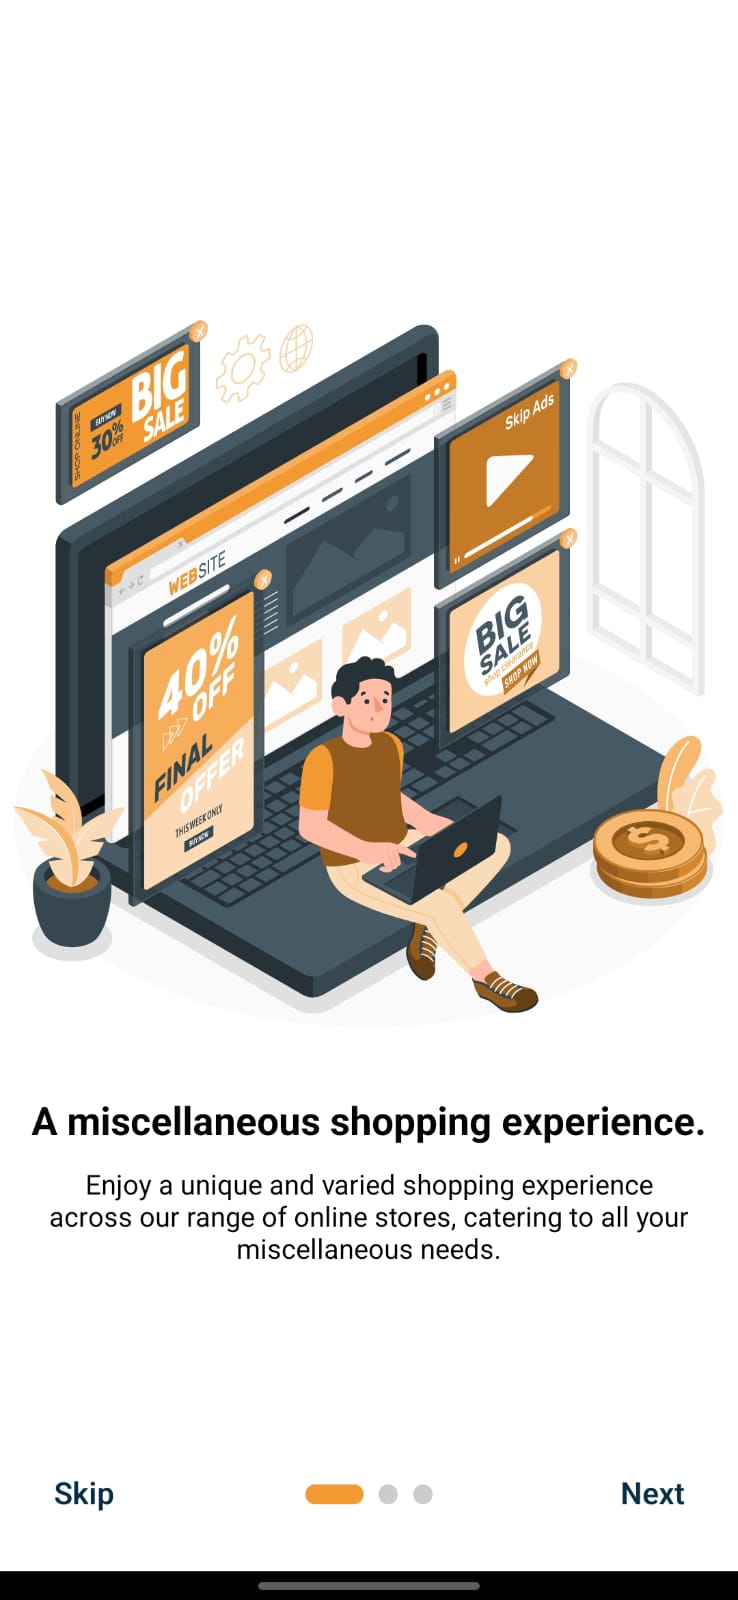 BIG
SALE
SHOP ONLINE
BUY NOW
30%
OFF
Skip Ads
WEBSITE
BIG
SALE
shop clearance
SHOP NOW
40%
OFF
FINAL
OFFER
THIS WEEK ONLY
BUY NOW
A miscellaneous shopping experience.
Enjoy a unique and varied shopping experience
across our range of online stores, catering to all your
miscellaneous needs.
Skip
Next